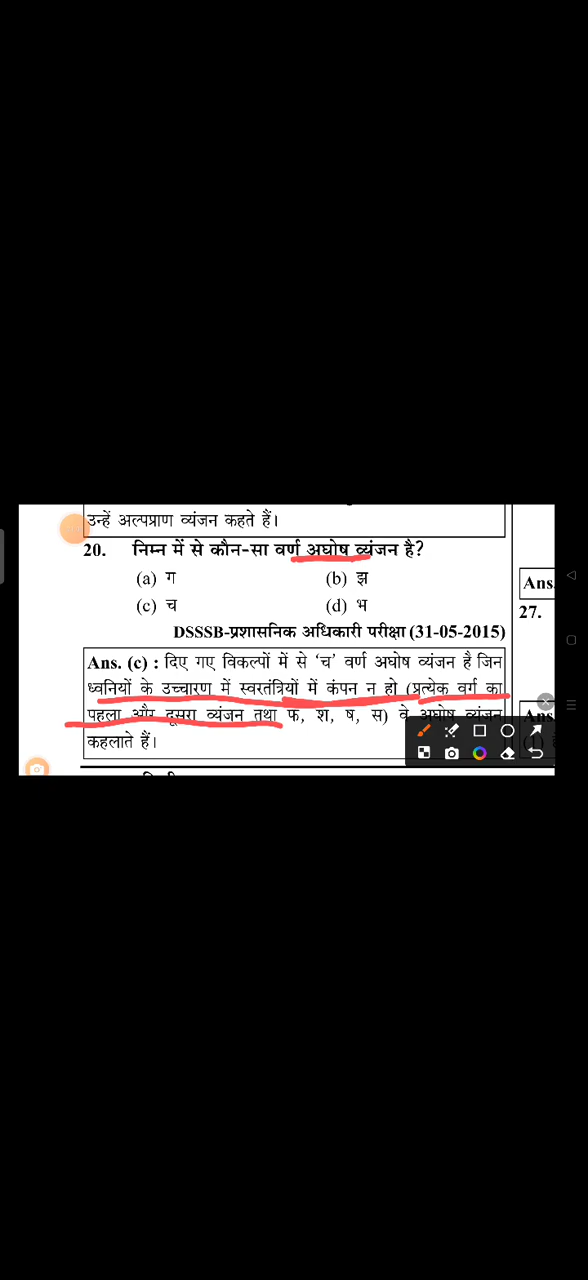 उन्हें अल्पप्राण व्यंजन कहते हैं।
20. निम्न में से कौन-सा वर्ण अघोष व्यंजन है?
(a) ग (b) झ
(c) च (d) भ
DSSSB-प्रशासनिक अधिकारी परीक्षा (31-05-2015)
Ans. (c) : दिए गए विकल्पों में से ‘च’ वर्ण अघोष व्यंजन है जिन
ध्वनियों के उच्चारण में स्वरतंत्रियों में कंपन न हो (प्रत्येक वर्ग का
पहला और दूसरा व्यंजन तथा फ, श, ष, स) वे अघोष व्यंजन
कहलाते हैं।
Ans.
27.
Ans